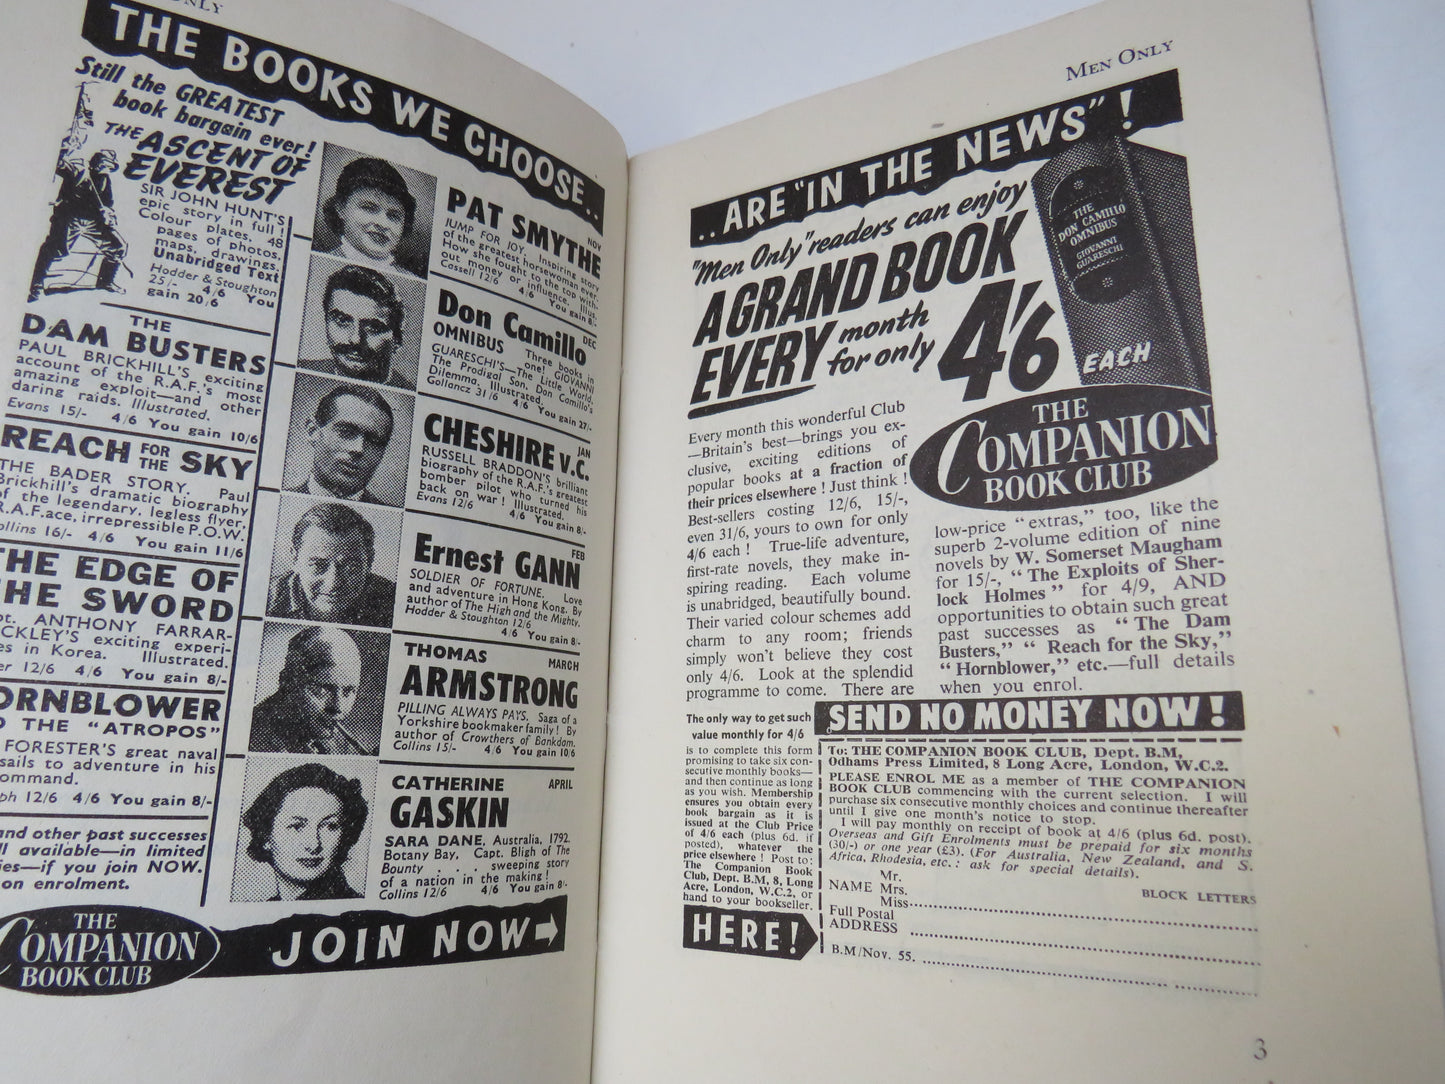 ONLY
THE BOOKS WE CHOOSE..
Still the GREATEST
book bargain ever!
THE
ASCENT OF
EVEREST
SIR JOHN HUNT'S
epic story in full!
Colour plates, 48
pages of photos,
maps, drawings.
Unabridged Text
Hodder & Stoughton
25/- 4/6 You
gain 20/6
THE
DAM BUSTERS
PAUL BRICKHILL'S exciting
account of the R.A.F.'s most
amazing exploit—and other
daring raids. Illustrated.
Evans 15/- 4/6 You gain 10/6
REACH FOR THE SKY
THE BADER STORY. Paul
Brickhill's dramatic biography
of the legendary, legless flyer,
R.A.F. ace, irrepressible P.O.W.
Collins 16/- 4/6 You gain 11/6
THE EDGE OF
THE SWORD
pt. ANTHONY FARRAR-
CKLEY'S exciting experi-
es in Korea. Illustrated.
er 12/6 4/6 You gain 8/-
ORNBLOWER
THE "ATROPOS"
FORESTER'S great naval
sails to adventure in his
ommand.
ph 12/6 4/6 You gain 8/-
and other past successes
ll available—in limited
ies—if you join NOW.
on enrolment.
PAT SMYTHE
NOV
JUMP FOR JOY. Inspiring story
of the greatest horsewoman ever.
How she fought to the top with-
out money or influence. Illus.
Cassell 12/6 4/6 You gain 8/-
DEC
Don Camillo
OMNIBUS Three books in
one! GIOVANNI
GUARESCHI'S—The Little World,
The Prodigal Son, Don Camillo's
Dilemma. Illustrated.
Gollancz 31/6 4/6 You gain 27/-
JAN
CHESHIRE V.C.
RUSSELL BRADDON'S brilliant
biography of the R.A.F.'s greatest
bomber pilot who turned his
back on war! Illustrated.
Evans 12/6 4/6 You gain 8/-
FEB
Ernest GANN
SOLDIER OF FORTUNE. Love
and adventure in Hong Kong. By
author of The High and the Mighty.
Hodder & Stoughton 12/6
4/6 You gain 8/-
THOMAS MARCH
ARMSTRONG
PILLING ALWAYS PAYS. Saga of a
Yorkshire bookmaker family! By
author of Crowthers of Bankdam.
Collins 15/- 4/6 You gain 10/6
CATHERINE APRIL
GASKIN
SARA DANE. Australia, 1792.
Botany Bay, Capt. Bligh of The
Bounty . . sweeping story
of a nation in the making!
Collins 12/6 4/6 You gain 8/-
THE
COMPANION
BOOK CLUB
JOIN NOW
MEN ONLY
..ARE "IN THE NEWS"!
"Men Only" readers can enjoy
A GRAND BOOK
EVERY month
for only
4/6
EACH
THE
DON CAMILLO
OMNIBUS
GIOVANNI
GUARESCHI
THE
COMPANION
BOOK CLUB
Every month this wonderful Club
—Britain's best—brings you ex-
clusive, exciting editions of
popular books at a fraction of
their prices elsewhere! Just think!
Best-sellers costing 12/6, 15/-,
even 31/6, yours to own for only
4/6 each! True-life adventure,
first-rate novels, they make in-
spiring reading. Each volume
is unabridged, beautifully bound.
Their varied colour schemes add
charm to any room; friends
simply won't believe they cost
only 4/6. Look at the splendid
programme to come. There are
low-price "extras," too, like the
superb 2-volume edition of nine
novels by W. Somerset Maugham
for 15/-, "The Exploits of Sher-
lock Holmes" for 4/9, AND
opportunities to obtain such great
past successes as "The Dam
Busters," "Reach for the Sky,"
"Hornblower," etc.—full details
when you enrol.
The only way to get such
value monthly for 4/6
is to complete this form
promising to take six con-
secutive monthly books—
and then continue as long
as you wish. Membership
ensures you obtain every
book bargain as it is
issued at the Club Price
of 4/6 each (plus 6d. if
posted), whatever the
price elsewhere! Post to:
The Companion Book
Club, Dept. B.M, 8, Long
Acre, London, W.C.2, or
hand to your bookseller.
HERE!
SEND NO MONEY NOW!
To: THE COMPANION BOOK CLUB, Dept. B.M,
Odhams Press Limited, 8 Long Acre, London, W.C.2.
PLEASE ENROL ME as a member of THE COMPANION
BOOK CLUB commencing with the current selection. I will
purchase six consecutive monthly choices and continue thereafter
until I give one month's notice to stop.
I will pay monthly on receipt of book at 4/6 (plus 6d. post).
Overseas and Gift Enrolments must be prepaid for six months
(30/-) or one year (£3). (For Australia, New Zealand, and S.
Africa, Rhodesia, etc.: ask for special details).
Mr.
NAME Mrs.
Miss
BLOCK LETTERS
Full Postal
ADDRESS
B.M/Nov. 55.
3